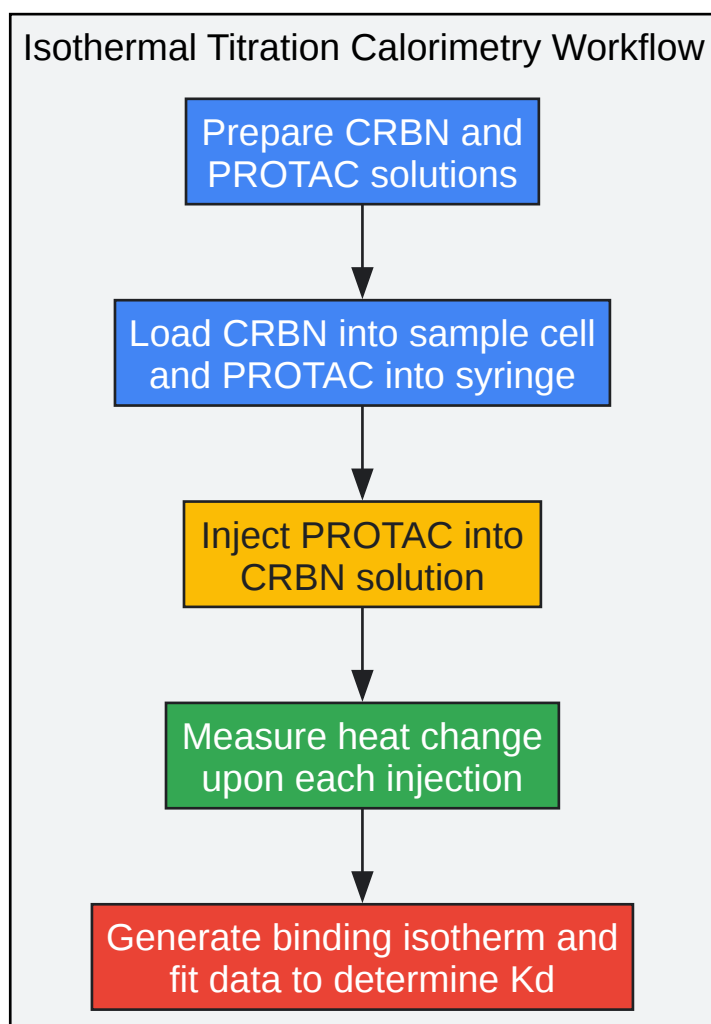 Isothermal Titration Calorimetry Workflow
Prepare CRBN and
PROTAC solutions
Load CRBN into sample cell
and PROTAC into syringe
Inject PROTAC into
CRBN solution
Measure heat change
upon each injection
Generate binding isotherm and
fit data to determine Kd